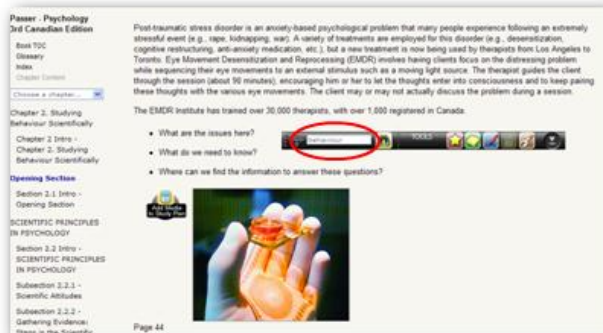 Passer - Psychology
3rd Canadian Edition
Book TOC
Glossary
Index
Chapter Content
Choose a chapter...
Chapter 2, Studying
Behaviour Scientifically
Chapter 2 Intro -
Chapter 2, Studying
Behaviour Scientifically
Opening Section
Section 2.1 Intro -
Opening Section
SCIENTIFIC PRINCIPLES
IN PSYCHOLOGY
Section 2.2 Intro -
SCIENTIFIC PRINCIPLES
IN PSYCHOLOGY
Subsection 2.2.1 -
Scientific Attitudes
Subsection 2.2.2 -
Gathering Evidence:
Steps in the Scientific
Post-traumatic stress disorder is an anxiety-based psychological problem that many people experience following an extremely
stressful event (e.g., rape, kidnapping, war). A variety of treatments are employed for this disorder (e.g., desensitization,
cognitive restructuring, anti-anxiety medication, etc.), but a new treatment is now being used by therapists from Los Angeles to
Toronto. Eye Movement Desensitization and Reprocessing (EMDR) involves having clients focus on the distressing problem
while sequencing their eye movements to an external stimulus such as a moving light source. The therapist guides the client
through the session (about 90 minutes), encouraging him or her to let the thoughts enter into consciousness and to keep pairing
these thoughts with the various eye movements. The client may or may not actually discuss the problem during a session.
The EMDR Institute has trained over 30,000 therapists, with over 1,000 registered in Canada.
• What are the issues here?
behaviour
TOOLS
• What do we need to know?
• Where can we find the information to answer these questions?
Add Media
to Study Plan
Page 44